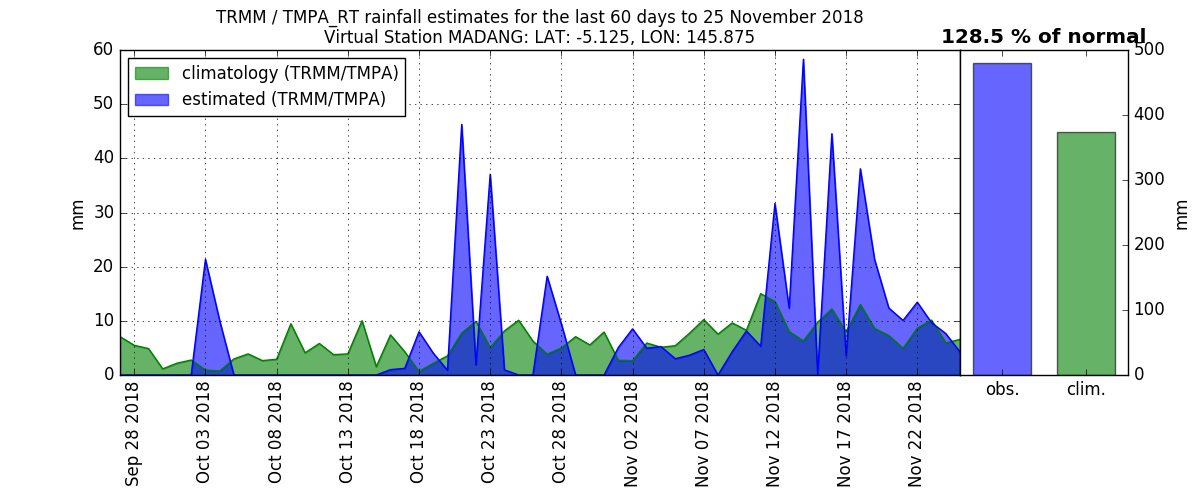 TRMM / TMPA_RT rainfall estimates for the last 60 days to 25 November 2018
Virtual Station MADANG: LAT: -5.125, LON: 145.875
128.5 % of normal
climatology (TRMM/TMPA)
estimated (TRMM/TMPA)
60
50
40
30
20
10
0
mm
Sep 28 2018
Oct 03 2018
Oct 08 2018
Oct 13 2018
Oct 18 2018
Oct 23 2018
Oct 28 2018
Nov 02 2018
Nov 07 2018
Nov 12 2018
Nov 17 2018
Nov 22 2018
obs.
clim.
500
400
300
200
100
0
mm